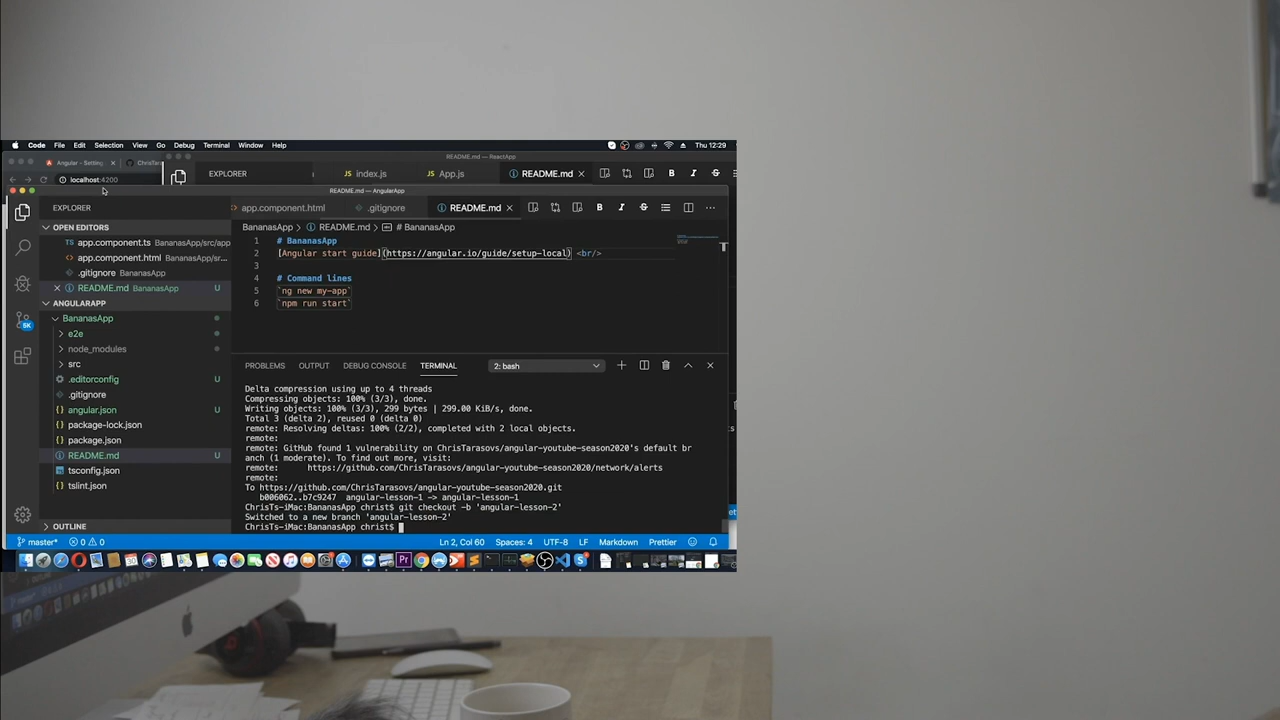 Code File Edit Selection View Go Debug Terminal Window Help Thu 12:29
README.md — ReactApp
Angular - Setting
EXPLORER index.js App.js README.md
localhost:4200
README.md — AngularApp
EXPLORER
app.component.html .gitignore README.md
OPEN EDITORS
BananasApp > README.md > # BananasApp
app.component.ts BananasApp/src/app
app.component.html BananasApp/sr...
.gitignore BananasApp
README.md BananasApp U
ANGULARAPP
BananasApp
e2e
node_modules
src
.editorconfig U
.gitignore
angular.json U
package-lock.json
package.json
README.md U
tsconfig.json
tslint.json
OUTLINE
1 # BananasApp
2 [Angular start guide](https://angular.io/guide/setup-local) <br/>
3
4 # Command lines
5 `ng new my-app`
6 `npm run start`
PROBLEMS OUTPUT DEBUG CONSOLE TERMINAL 2: bash
Delta compression using up to 4 threads
Compressing objects: 100% (3/3), done.
Writing objects: 100% (3/3), 299 bytes | 299.00 KiB/s, done.
Total 3 (delta 2), reused 0 (delta 0)
remote: Resolving deltas: 100% (2/2), completed with 2 local objects.
remote:
remote: GitHub found 1 vulnerability on ChrisTarasovs/angular-youtube-season2020's default br
anch (1 moderate). To find out more, visit:
remote: https://github.com/ChrisTarasovs/angular-youtube-season2020/network/alerts
remote:
To https://github.com/ChrisTarasovs/angular-youtube-season2020.git
b006062..b7c9247 angular-lesson-1 -> angular-lesson-1
ChrisTs-iMac:BananasApp christ$ git checkout -b 'angular-lesson-2'
Switched to a new branch 'angular-lesson-2'
ChrisTs-iMac:BananasApp christ$
master* 0 0 Ln 2, Col 60 Spaces: 4 UTF-8 LF Markdown Prettier